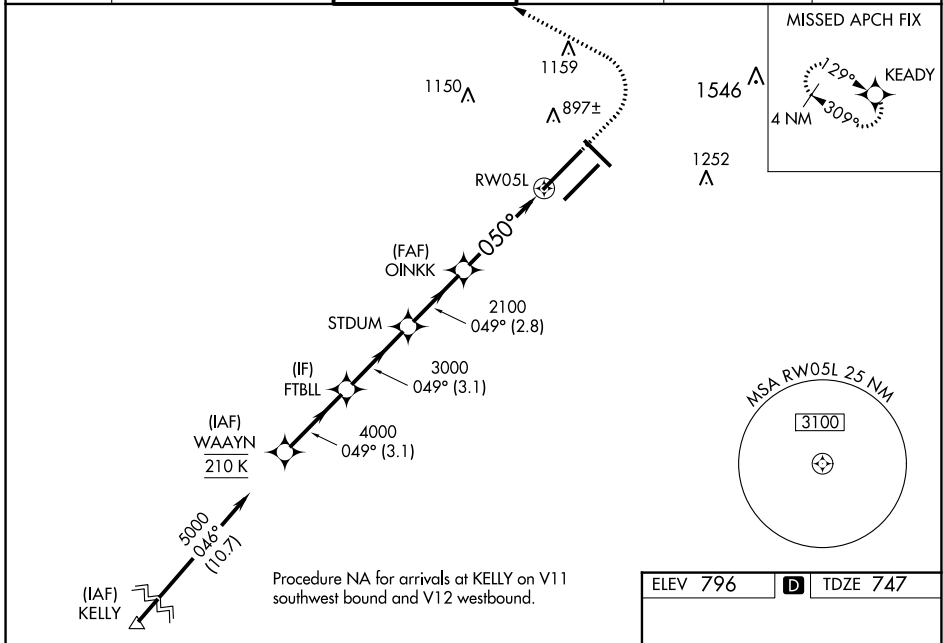 MISSED APCH FIX
129°
KEADY
4 NM
309°
1159
1150
897±
1546
1252
RW05L
050°
(FAF)
OINKK
2100
049° (2.8)
STDUM
3000
049° (3.1)
(IF)
FTBLL
4000
049° (3.1)
(IAF)
WAAYN
210 K
5000
046°
(10.7)
(IAF)
KELLY
MSA RW05L 25 NM
3100
Procedure NA for arrivals at KELLY on V11
southwest bound and V12 westbound.
ELEV 796 D TDZE 747